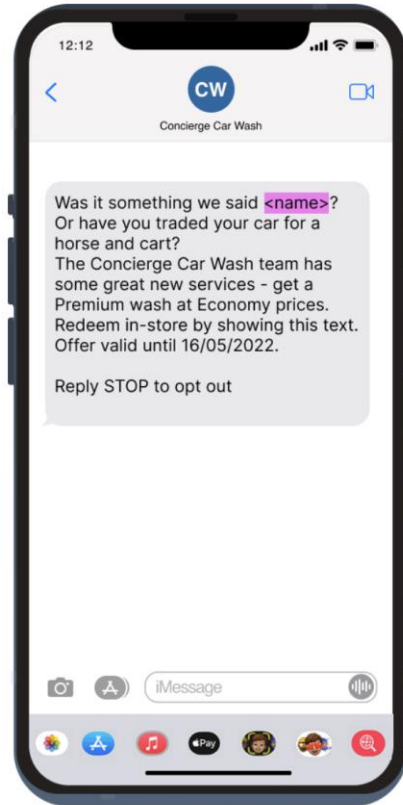 12:12
CW
Concierge Car Wash
Was it something we said <name>?
Or have you traded your car for a
horse and cart?
The Concierge Car Wash team has
some great new services - get a
Premium wash at Economy prices.
Redeem in-store by showing this text.
Offer valid until 16/05/2022.
Reply STOP to opt out
iMessage
Pay